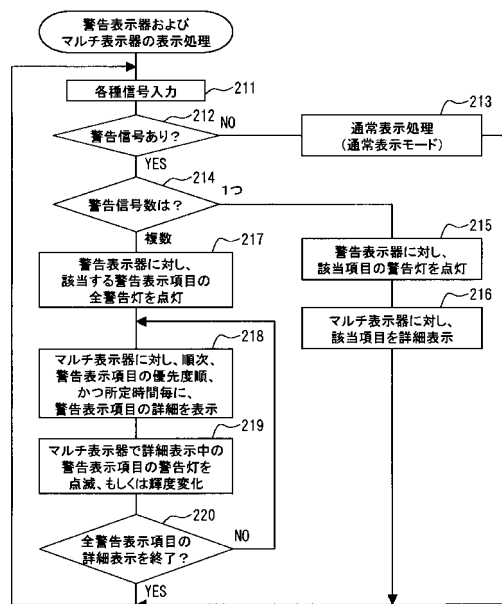 警告表示器および
マルチ表示器の表示処理
各種信号入力
211
212
警告信号あり?
NO
YES
213
通常表示処理
(通常表示モード)
214
警告信号数は?
1つ
複数
217
警告表示器に対し、
該当する警告表示項目の
全警告灯を点灯
215
警告表示器に対し、
該当項目の警告灯を点灯
216
マルチ表示器に対し、
該当項目を詳細表示
218
マルチ表示器に対し、順次、
警告表示項目の優先度順、
かつ所定時間毎に、
警告表示項目の詳細を表示
219
マルチ表示器で詳細表示中の
警告表示項目の警告灯を
点滅、もしくは輝度変化
220
全警告表示項目の
詳細表示を終了?
NO
YES